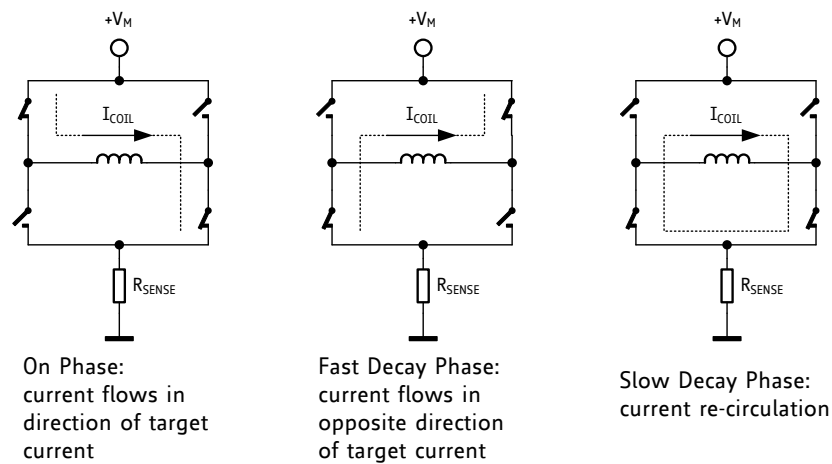 +VM
+VM
+VM
ICOIL
ICOIL
ICOIL
RSENSE
RSENSE
RSENSE
On Phase:
current flows in
direction of target
current
Fast Decay Phase:
current flows in
opposite direction
of target current
Slow Decay Phase:
current re-circulation